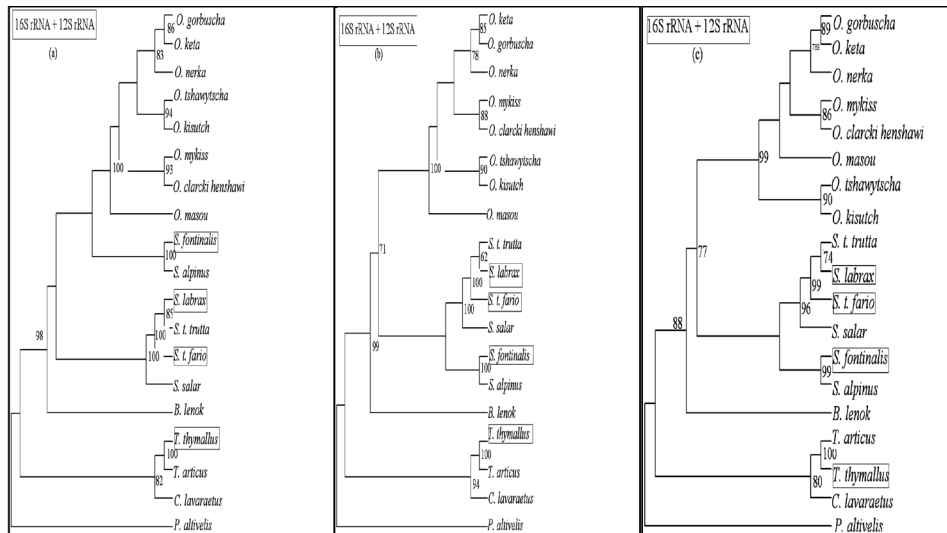 16S rRNA + 12S rRNA
(a)
O. gorbuscha
86
O. keta
83
O. nerka
O. tshawytscha
94
O. kisutch
100
O. mykiss
93
O. clarcki henshawi
O. masou
S. fontinalis
100
S. alpinus
S. labrax
85
S. t. trutta
100
S. t. fario
100
S. salar
98
B. lenok
T. thymallus
100
T. articus
82
C. lavaraetus
P. altivelis
16S rRNA + 12S rRNA
(b)
O. keta
85
O. gorbuscha
78
O. nerka
O. mykiss
88
O. clarcki henshawi
O. tshawytscha
100
90
O. kisutch
O. masou
71
S. t. trutta
62
S. labrax
100
S. t. fario
100
S. salar
99
S. fontinalis
100
S. alpinus
B. lenok
T. thymallus
100
T. articus
94
C. lavaraetus
P. altivelis
16S rRNA + 12S rRNA
(c)
O. gorbuscha
89
O. keta
O. nerka
O. mykiss
86
O. clarcki henshawi
99
O. masou
O. tshawytscha
90
O. kisutch
77
S. t. trutta
74
S. labrax
99
S. t. fario
96
S. salar
88
S. fontinalis
99
S. alpinus
B. lenok
T. articus
100
T. thymallus
80
C. lavaraetus
P. altivelis